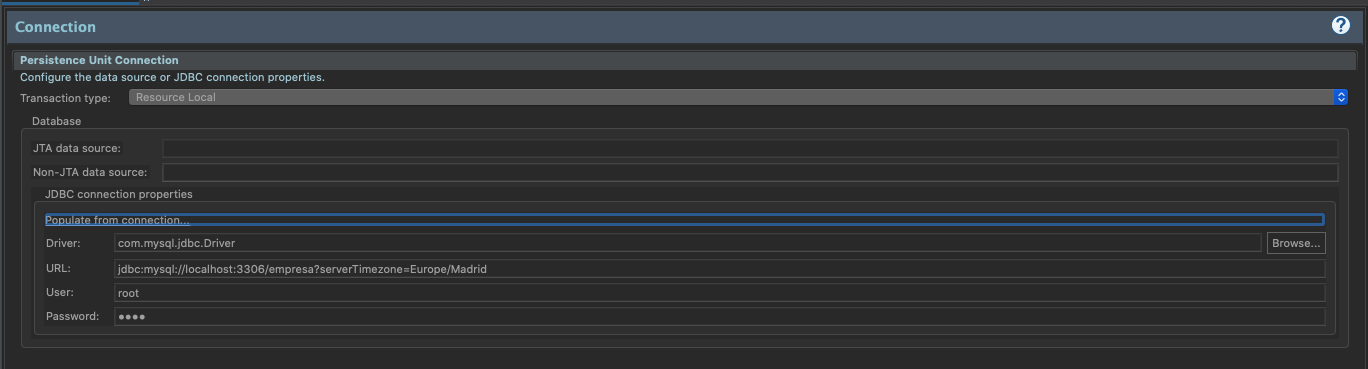 Connection
?
Persistence Unit Connection
Configure the data source or JDBC connection properties.
Transaction type: Resource Local
Database
JTA data source:
Non-JTA data source:
JDBC connection properties
Populate from connection...
Driver: com.mysql.jdbc.Driver Browse...
URL: jdbc:mysql://localhost:3306/empresa?serverTimezone=Europe/Madrid
User: root
Password: ●●●●